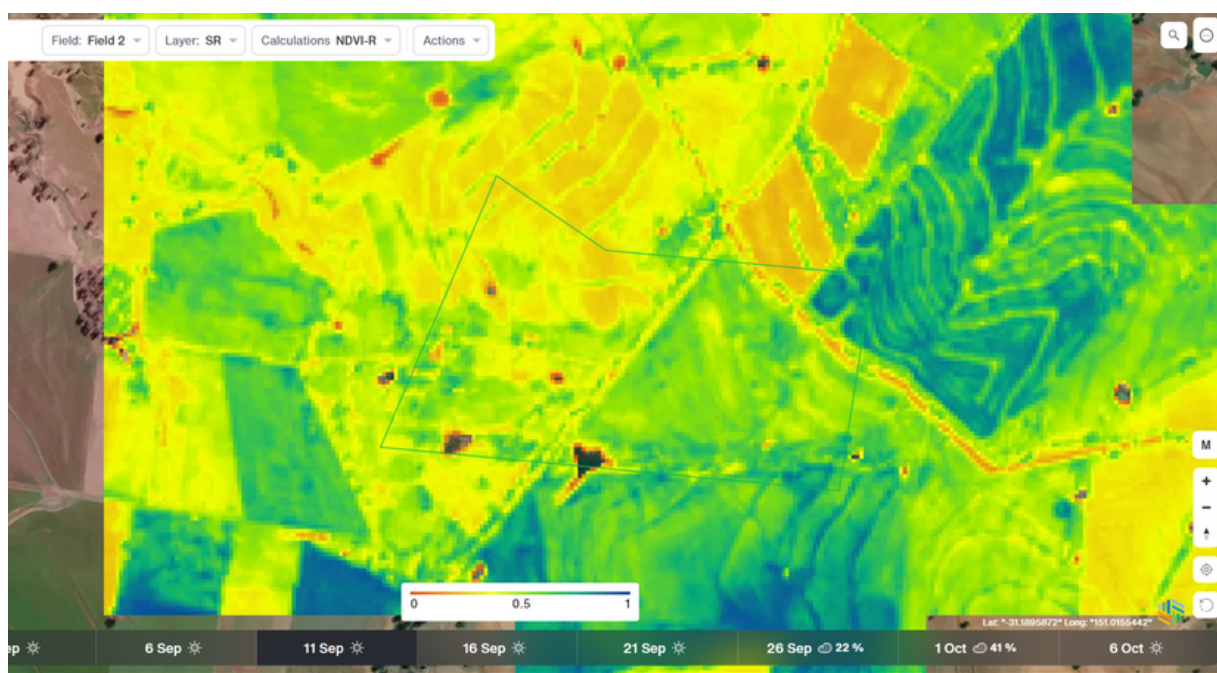 Field: Field 2
Layer: SR
Calculations NDVI-R
Actions
M
+
−
0 0.5 1
Lat: "-31.1895872" Long: "151.0155442"
ep
6 Sep
11 Sep
16 Sep
21 Sep
26 Sep 22 %
1 Oct 41 %
6 Oct